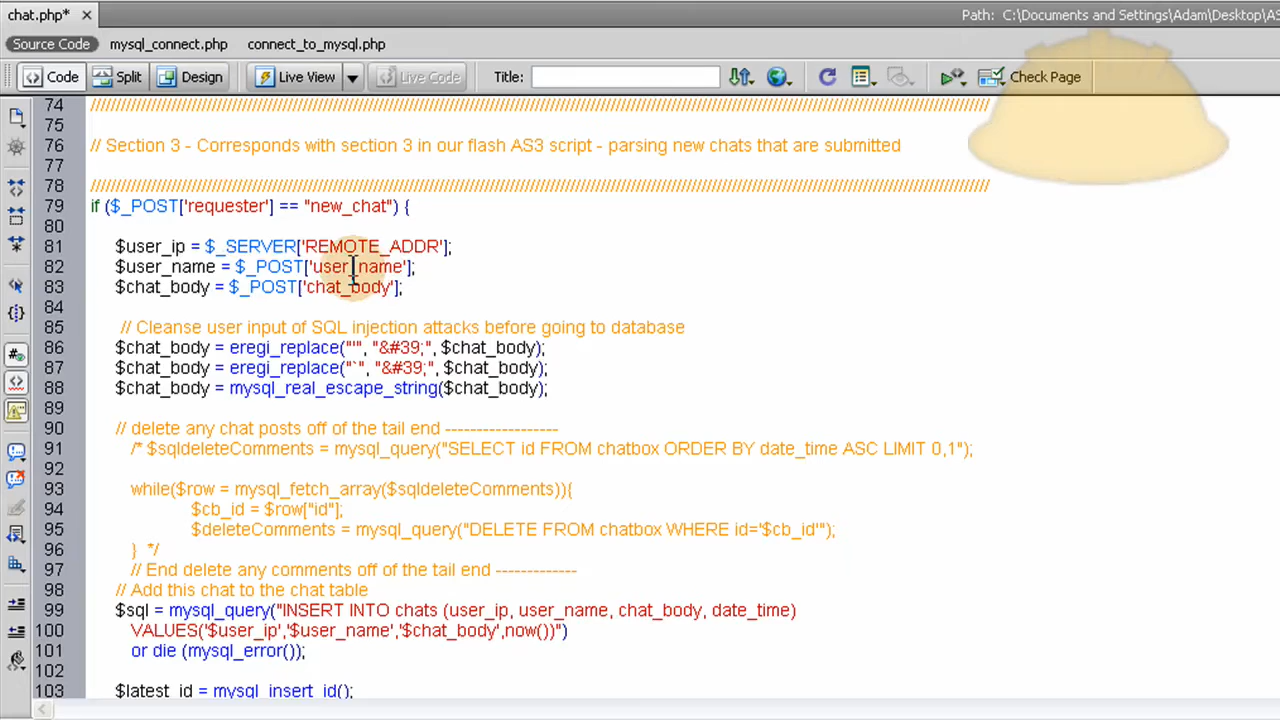 chat.php*
Path: C:\Documents and Settings\Adam\Desktop\AS
Source Code mysql_connect.php connect_to_mysql.php
Code Split Design Live View Live Code Title: Check Page
74 //////////////////////////////////////////////////////////////////////////////////////////////////////////////////////////////////
75
76 // Section 3 - Corresponds with section 3 in our flash AS3 script - parsing new chats that are submitted
77
78 //////////////////////////////////////////////////////////////////////////////////////////////////////////////////////////////////
79 if ($_POST['requester'] == "new_chat") {
80
81 $user_ip = $_SERVER['REMOTE_ADDR'];
82 $user_name = $_POST['user_name'];
83 $chat_body = $_POST['chat_body'];
84
85 // Cleanse user input of SQL injection attacks before going to database
86 $chat_body = eregi_replace("'", "&#39;", $chat_body);
87 $chat_body = eregi_replace("`", "&#39;", $chat_body);
88 $chat_body = mysql_real_escape_string($chat_body);
89
90 // delete any chat posts off of the tail end ------------------
91 /* $sqldeleteComments = mysql_query("SELECT id FROM chatbox ORDER BY date_time ASC LIMIT 0,1");
92
93 while($row = mysql_fetch_array($sqldeleteComments)){
94 $cb_id = $row["id"];
95 $deleteComments = mysql_query("DELETE FROM chatbox WHERE id='$cb_id'");
96 } */
97 // End delete any comments off of the tail end -------------
98 // Add this chat to the chat table
99 $sql = mysql_query("INSERT INTO chats (user_ip, user_name, chat_body, date_time)
100 VALUES('$user_ip','$user_name','$chat_body',now())")
101 or die (mysql_error());
102
103 $latest_id = mysql_insert_id();